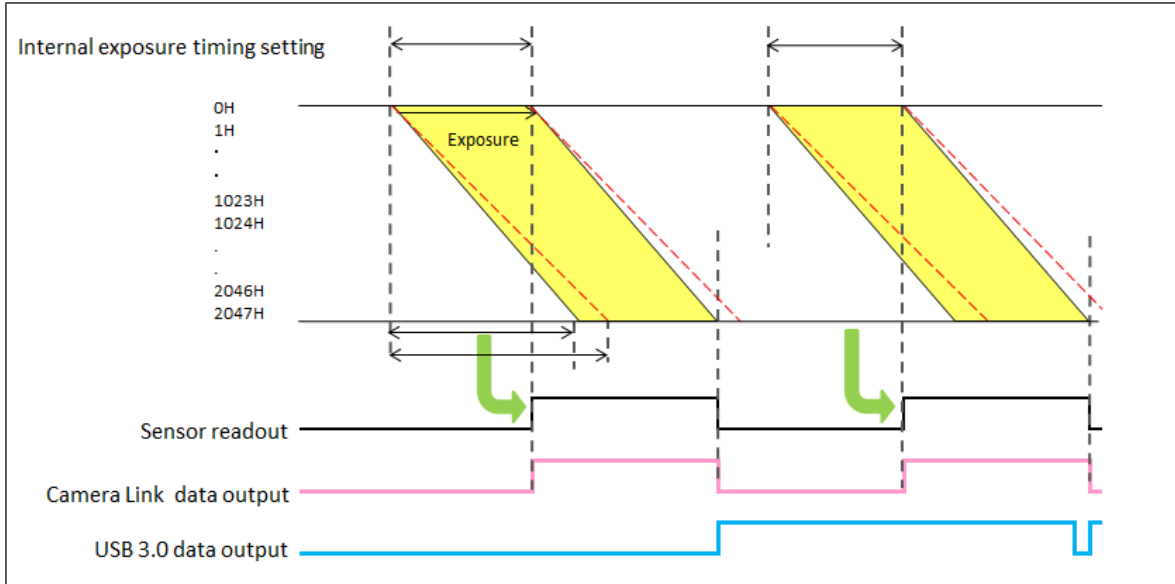 Internal exposure timing setting
0H
1H
.
.
Exposure
1023H
1024H
.
.
2046H
2047H
Sensor readout
Camera Link data output
USB 3.0 data output